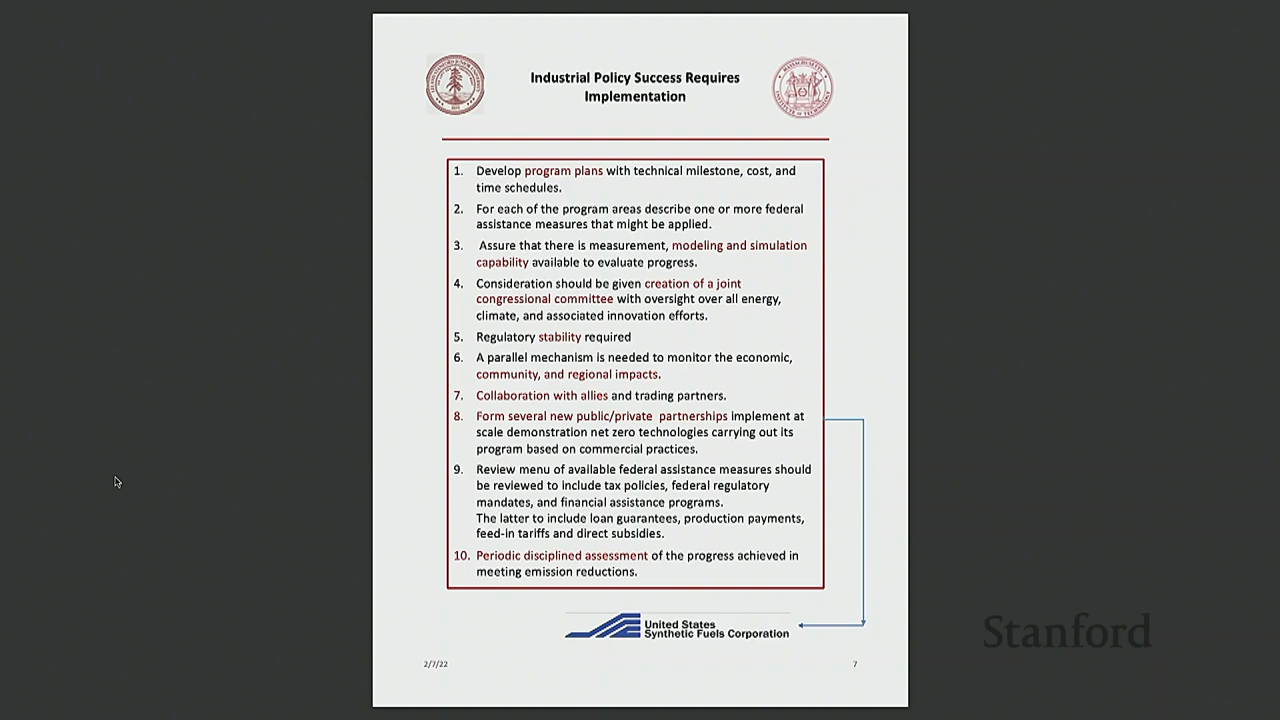 Industrial Policy Success Requires
Implementation
1. Develop program plans with technical milestone, cost, and
time schedules.
2. For each of the program areas describe one or more federal
assistance measures that might be applied.
3. Assure that there is measurement, modeling and simulation
capability available to evaluate progress.
4. Consideration should be given creation of a joint
congressional committee with oversight over all energy,
climate, and associated innovation efforts.
5. Regulatory stability required
6. A parallel mechanism is needed to monitor the economic,
community, and regional impacts.
7. Collaboration with allies and trading partners.
8. Form several new public/private partnerships implement at
scale demonstration net zero technologies carrying out its
program based on commercial practices.
9. Review menu of available federal assistance measures should
be reviewed to include tax policies, federal regulatory
mandates, and financial assistance programs.
The latter to include loan guarantees, production payments,
feed-in tariffs and direct subsidies.
10. Periodic disciplined assessment of the progress achieved in
meeting emission reductions.
United States
Synthetic Fuels Corporation
2/7/22
7
Stanford